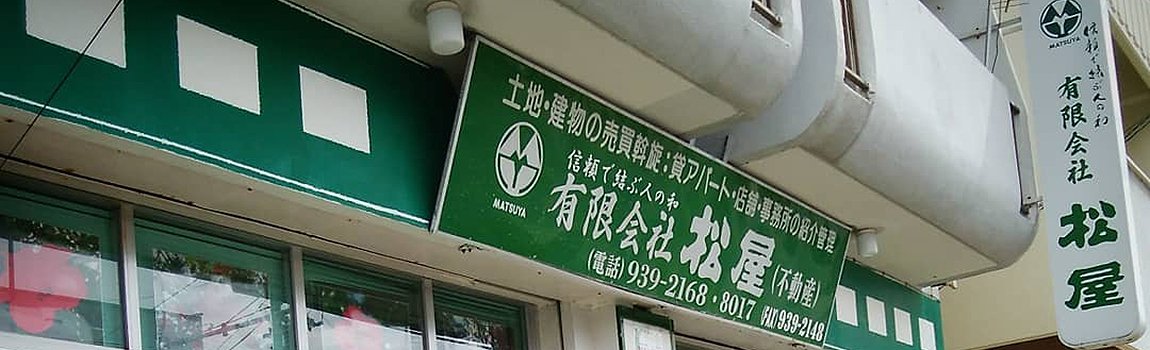 土地・建物の売買幹旋：貸アパート・店舗・事務所の紹介管理
MATSUYA
信頼で結ぶ人の和
有限会社 松屋 (不動産)
(電話) 939-2168・8017 (FAX) 939-2148
MATSUYA
信頼で結ぶ人の和
有限会社 松屋